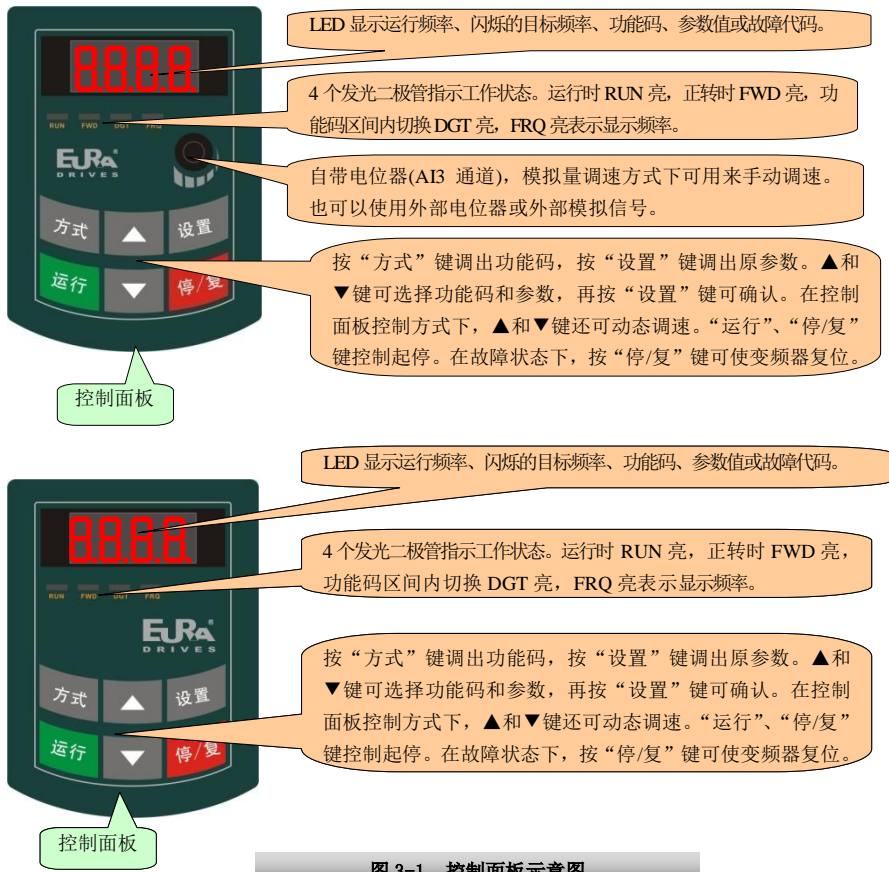 LED 显示运行频率、闪烁的目标频率、功能码、参数值或故障代码。
8.8.8.8.
4 个发光二极管指示工作状态。运行时 RUN 亮，正转时 FWD 亮，功
能码区间内切换 DGT 亮，FRQ 亮表示显示频率。
RUN FWD DGT FRQ
EURA
DRIVES
自带电位器(AI3 通道)，模拟量调速方式下可用来手动调速。
也可以使用外部电位器或外部模拟信号。
方式 ▲ 设置
运行 ▼ 停/复
按“方式”键调出功能码，按“设置”键调出原参数。▲和
▼键可选择功能码和参数，再按“设置”键可确认。在控制
面板控制方式下，▲和▼键还可动态调速。“运行”、“停/复”
键控制起停。在故障状态下，按“停/复”键可使变频器复位。
控制面板
LED 显示运行频率、闪烁的目标频率、功能码、参数值或故障代码。
8.8.8.8.
4 个发光二极管指示工作状态。运行时 RUN 亮，正转时 FWD 亮，
功能码区间内切换 DGT 亮，FRQ 亮表示显示频率。
RUN FWD DGT FRQ
EURA
DRIVES
方式 ▲ 设置
运行 ▼ 停/复
按“方式”键调出功能码，按“设置”键调出原参数。▲和
▼键可选择功能码和参数，再按“设置”键可确认。在控制
面板控制方式下，▲和▼键还可动态调速。“运行”、“停/复”
键控制起停。在故障状态下，按“停/复”键可使变频器复位。
控制面板
图 3-1 控制面板示意图